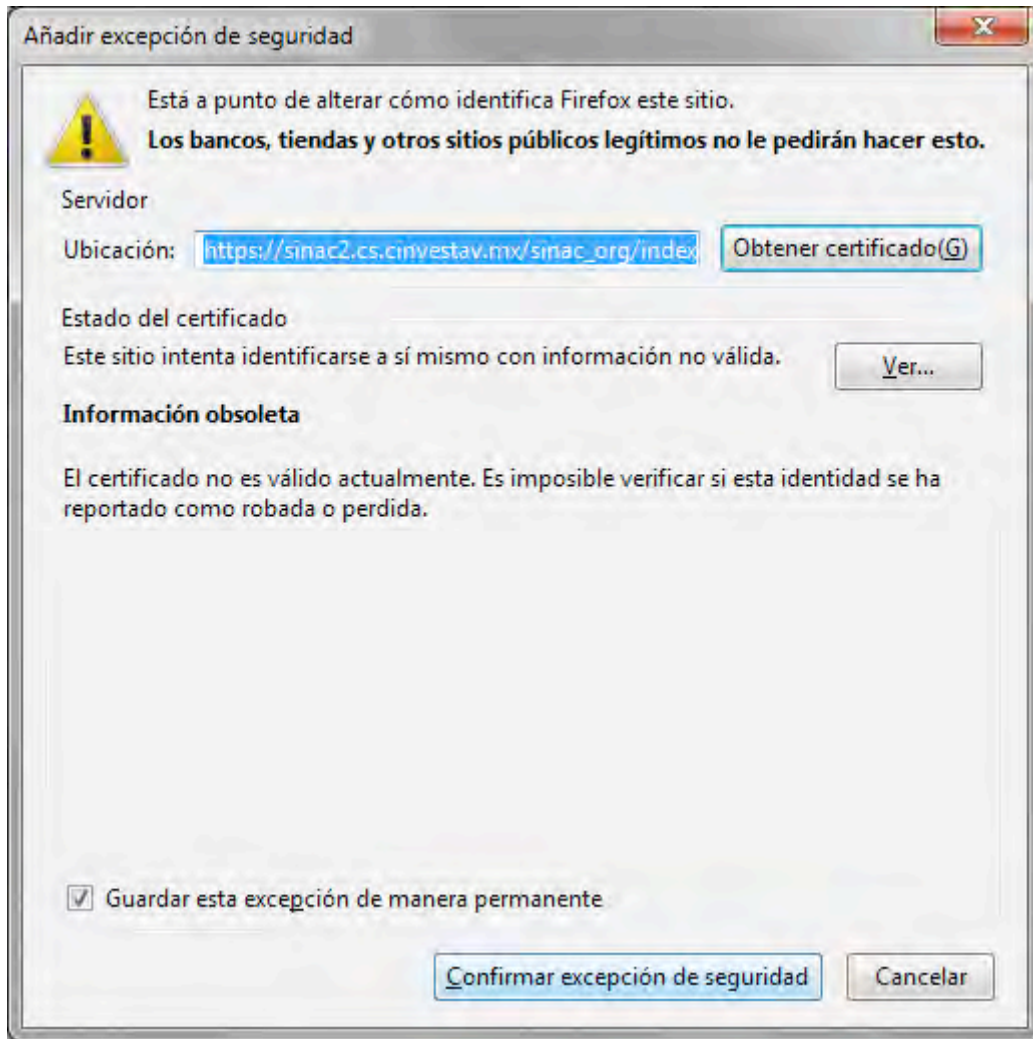 Añadir excepción de seguridad
Está a punto de alterar cómo identifica Firefox este sitio.
Los bancos, tiendas y otros sitios públicos legítimos no le pedirán hacer esto.
Servidor
Ubicación: https://sinac2.cs.cinvestav.mx/sinac_org/index Obtener certificado(G)
Estado del certificado
Este sitio intenta identificarse a sí mismo con información no válida. Ver...
Información obsoleta
El certificado no es válido actualmente. Es imposible verificar si esta identidad se ha
reportado como robada o perdida.
Guardar esta excepción de manera permanente
Confirmar excepción de seguridad Cancelar